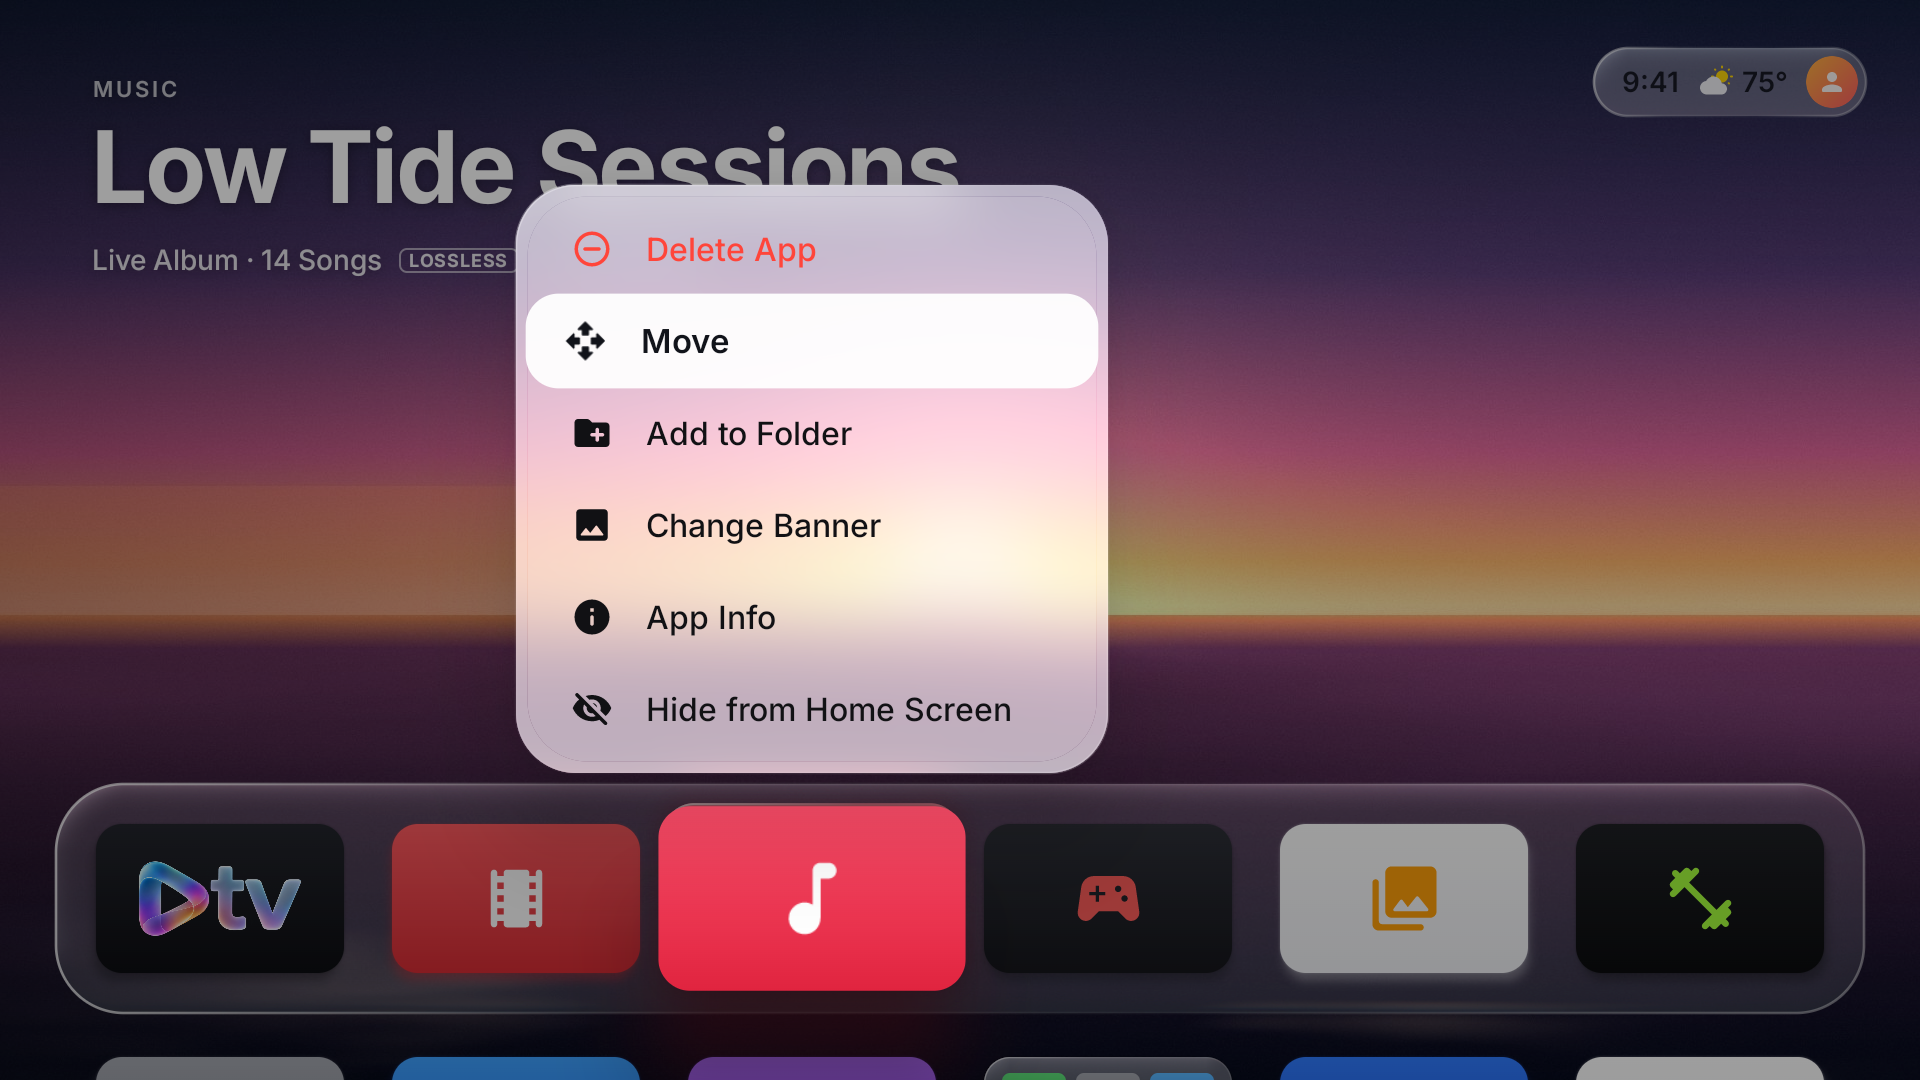 MUSIC
Low Tide Sessions
Live Album · 14 Songs LOSSLESS
9:41 75°
Delete App
Move
Add to Folder
Change Banner
App Info
Hide from Home Screen
tv